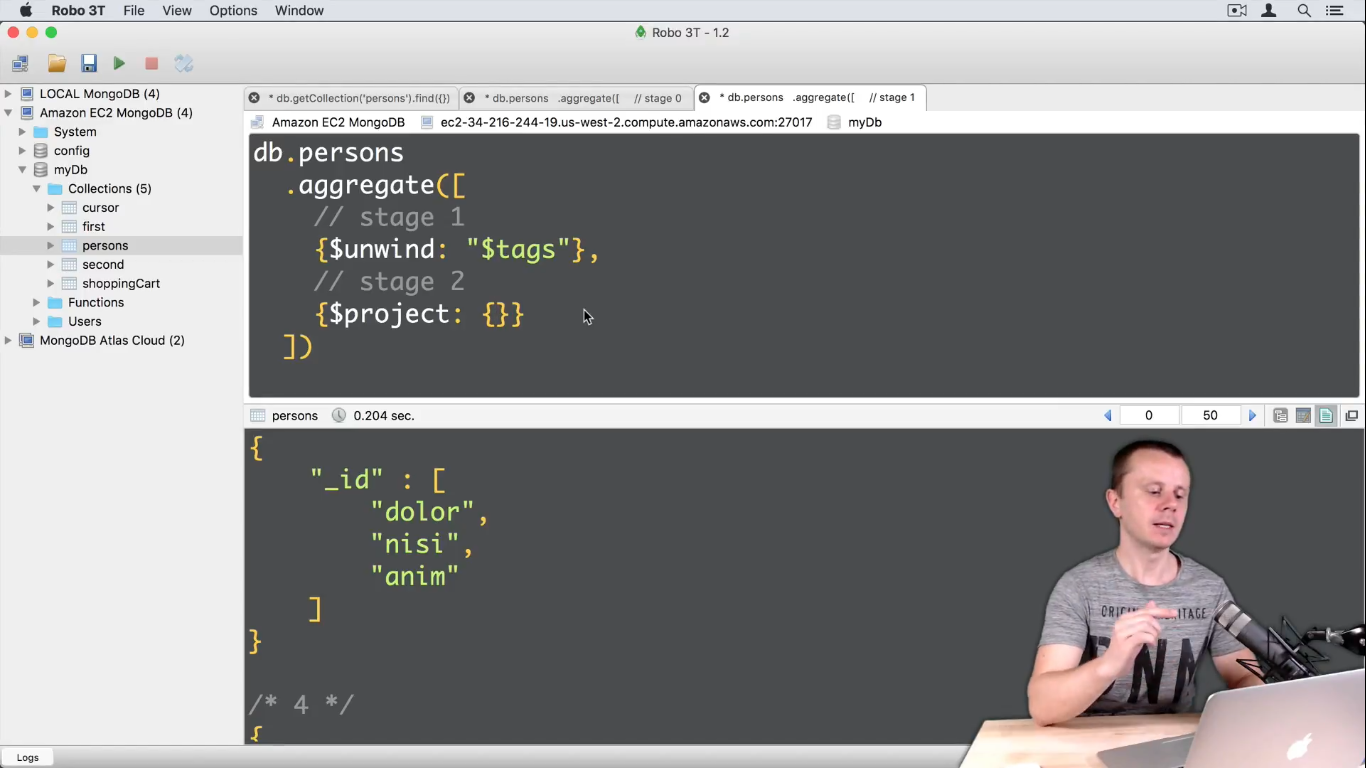 Robo 3T File View Options Window
Robo 3T - 1.2
* db.getCollection('persons').find({}) * db.persons .aggregate([ // stage 0 * db.persons .aggregate([ // stage 1
Amazon EC2 MongoDB ec2-34-216-244-19.us-west-2.compute.amazonaws.com:27017 myDb
LOCAL MongoDB (4)
Amazon EC2 MongoDB (4)
System
config
myDb
Collections (5)
cursor
first
persons
second
shoppingCart
Functions
Users
MongoDB Atlas Cloud (2)
db.persons
.aggregate([
// stage 1
{$unwind: "$tags"},
// stage 2
{$project: {}}
])
persons 0.204 sec. 0 50
{
"_id" : [
"dolor",
"nisi",
"anim"
]
}
/* 4 */
{
Logs